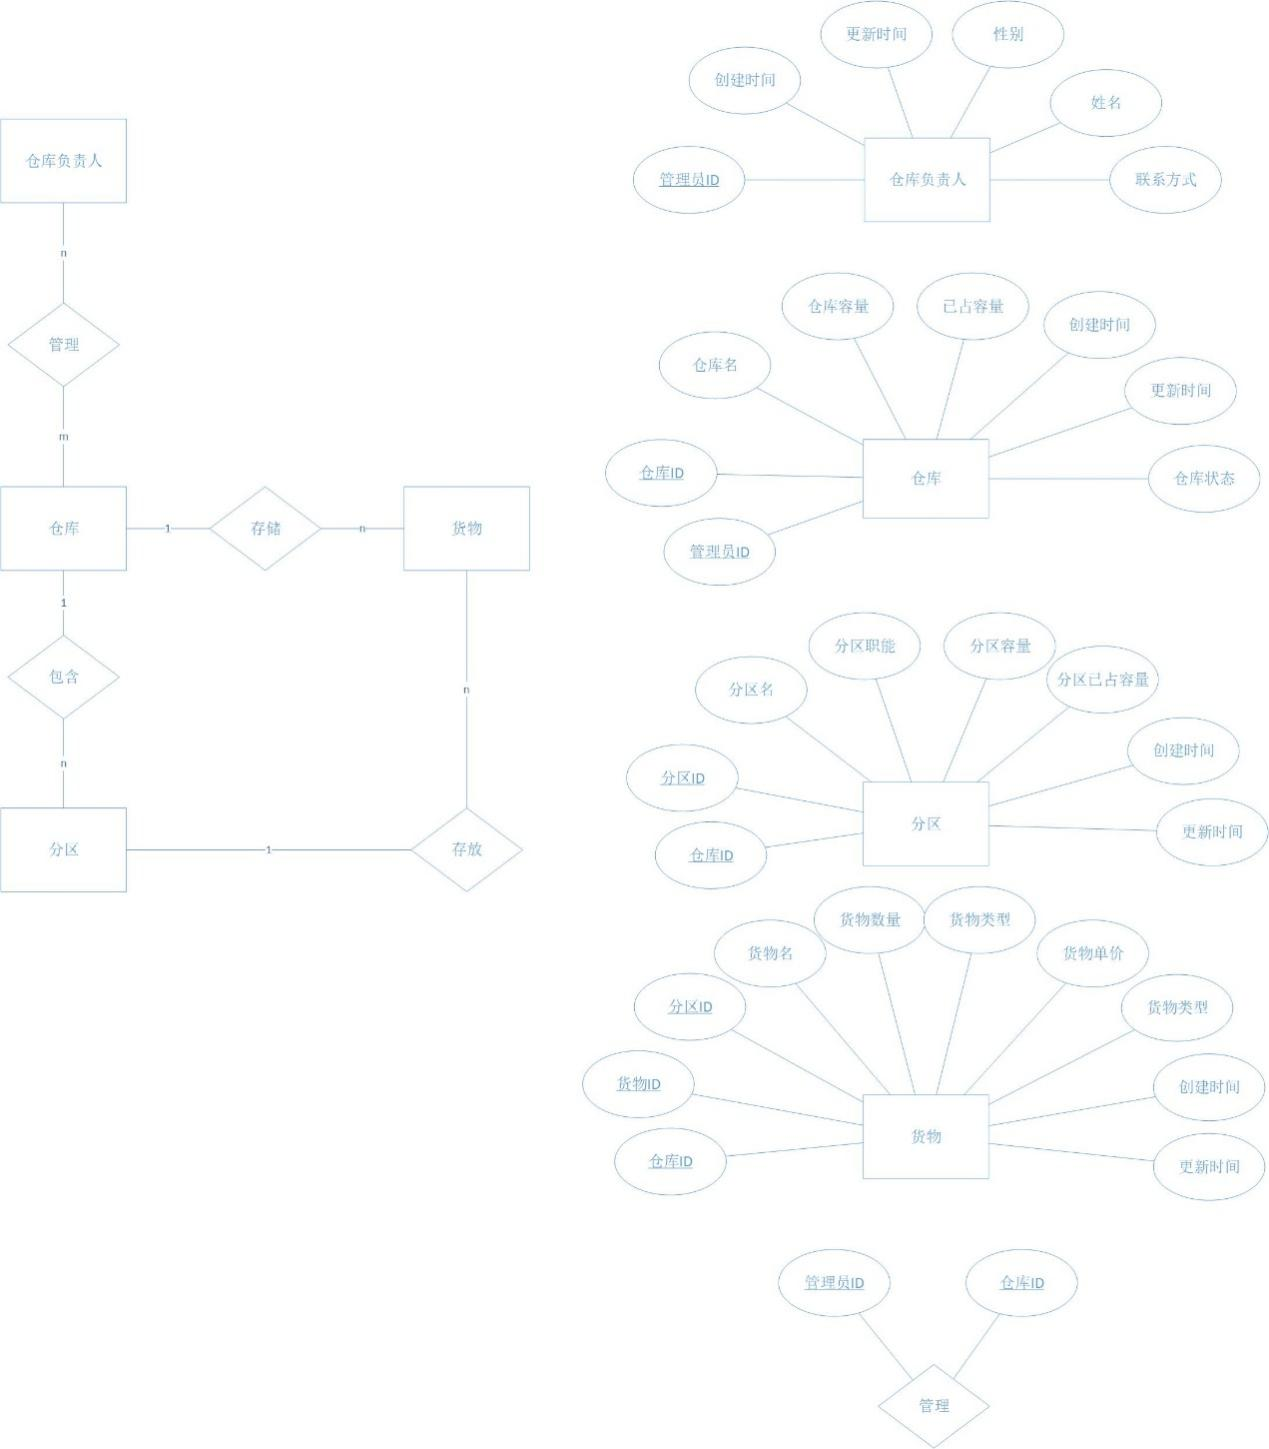 仓库负责人
n
管理
m
仓库
1
存储
n
货物
1
包含
n
n
分区
1
存放
更新时间
性别
创建时间
姓名
管理员ID
仓库负责人
联系方式
仓库容量
已占容量
创建时间
仓库名
更新时间
仓库ID
仓库
仓库状态
管理员ID
分区职能
分区容量
分区已占容量
分区名
创建时间
分区ID
分区
更新时间
仓库ID
货物数量
货物类型
货物名
货物单价
分区ID
货物类型
货物ID
创建时间
货物
仓库ID
更新时间
管理员ID
仓库ID
管理